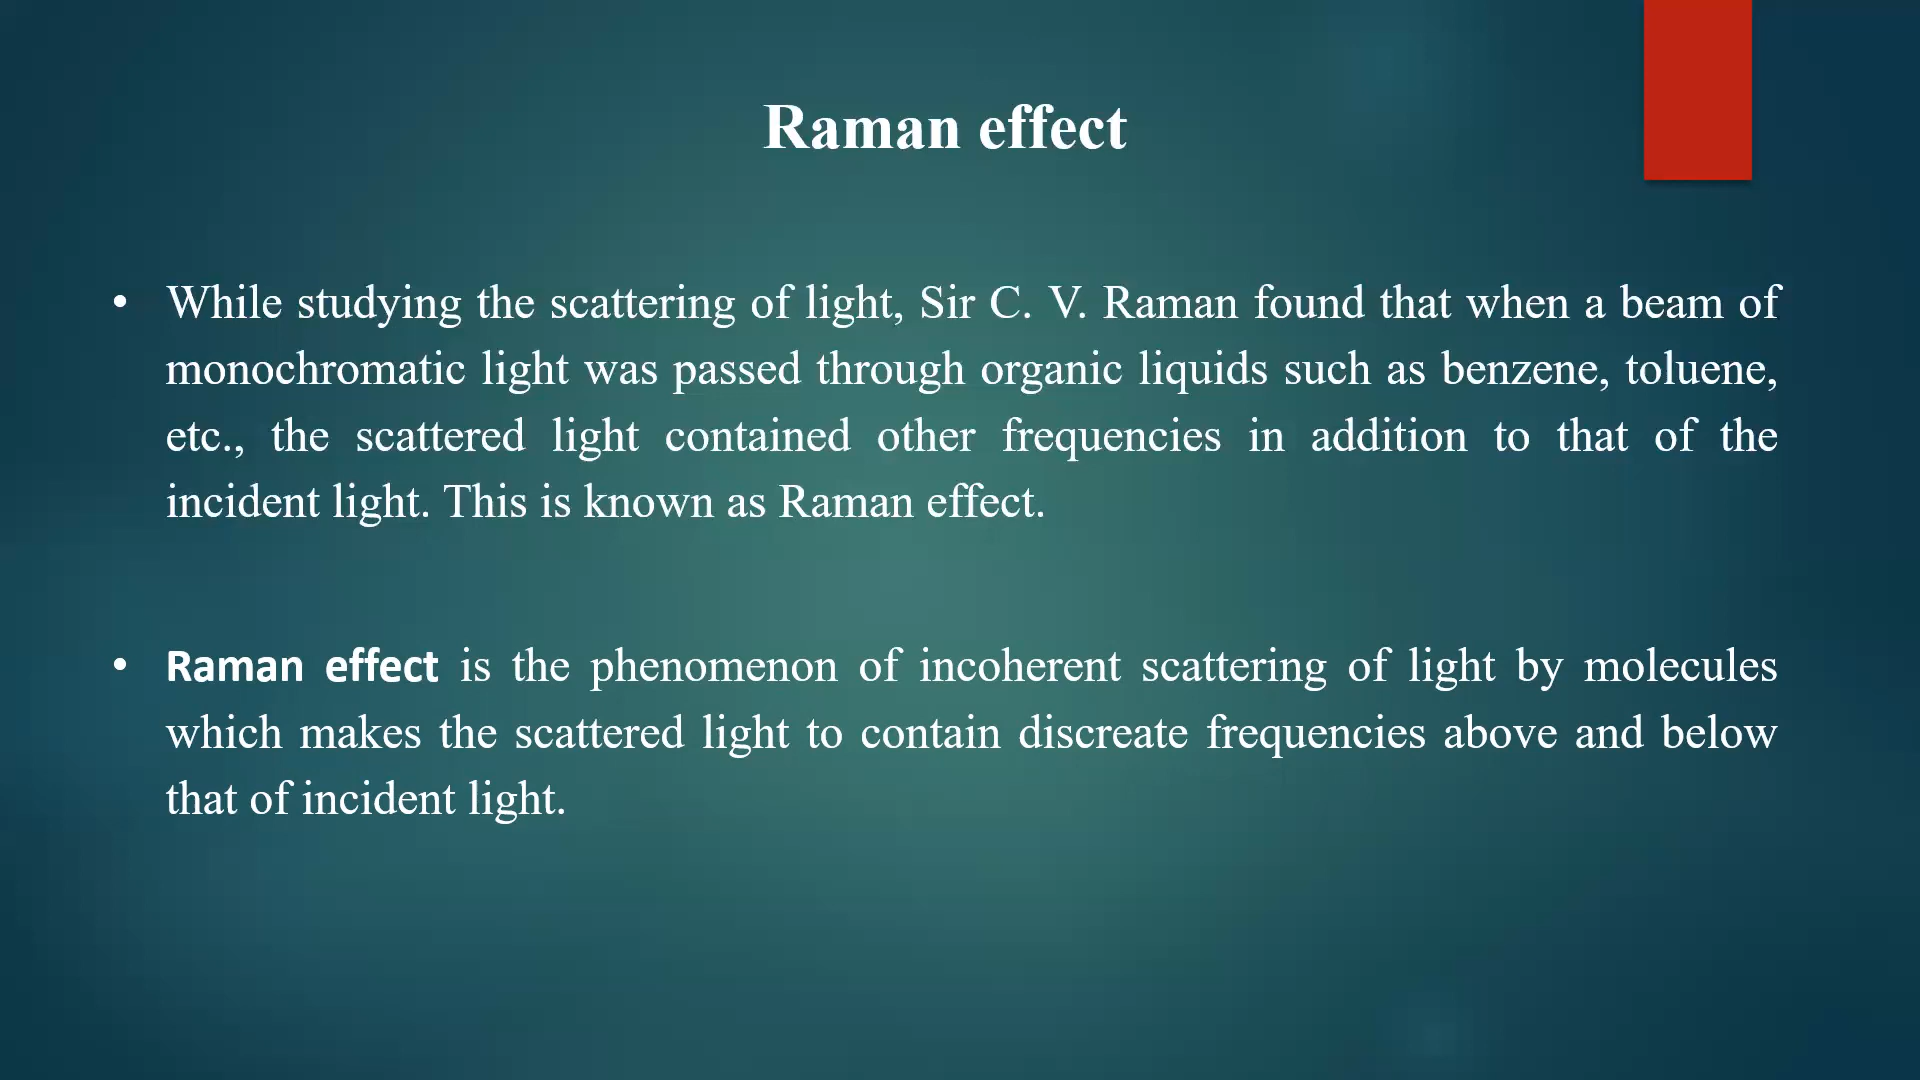 Raman effect
• While studying the scattering of light, Sir C. V. Raman found that when a beam of
monochromatic light was passed through organic liquids such as benzene, toluene,
etc., the scattered light contained other frequencies in addition to that of the
incident light. This is known as Raman effect.
• Raman effect is the phenomenon of incoherent scattering of light by molecules
which makes the scattered light to contain discreate frequencies above and below
that of incident light.